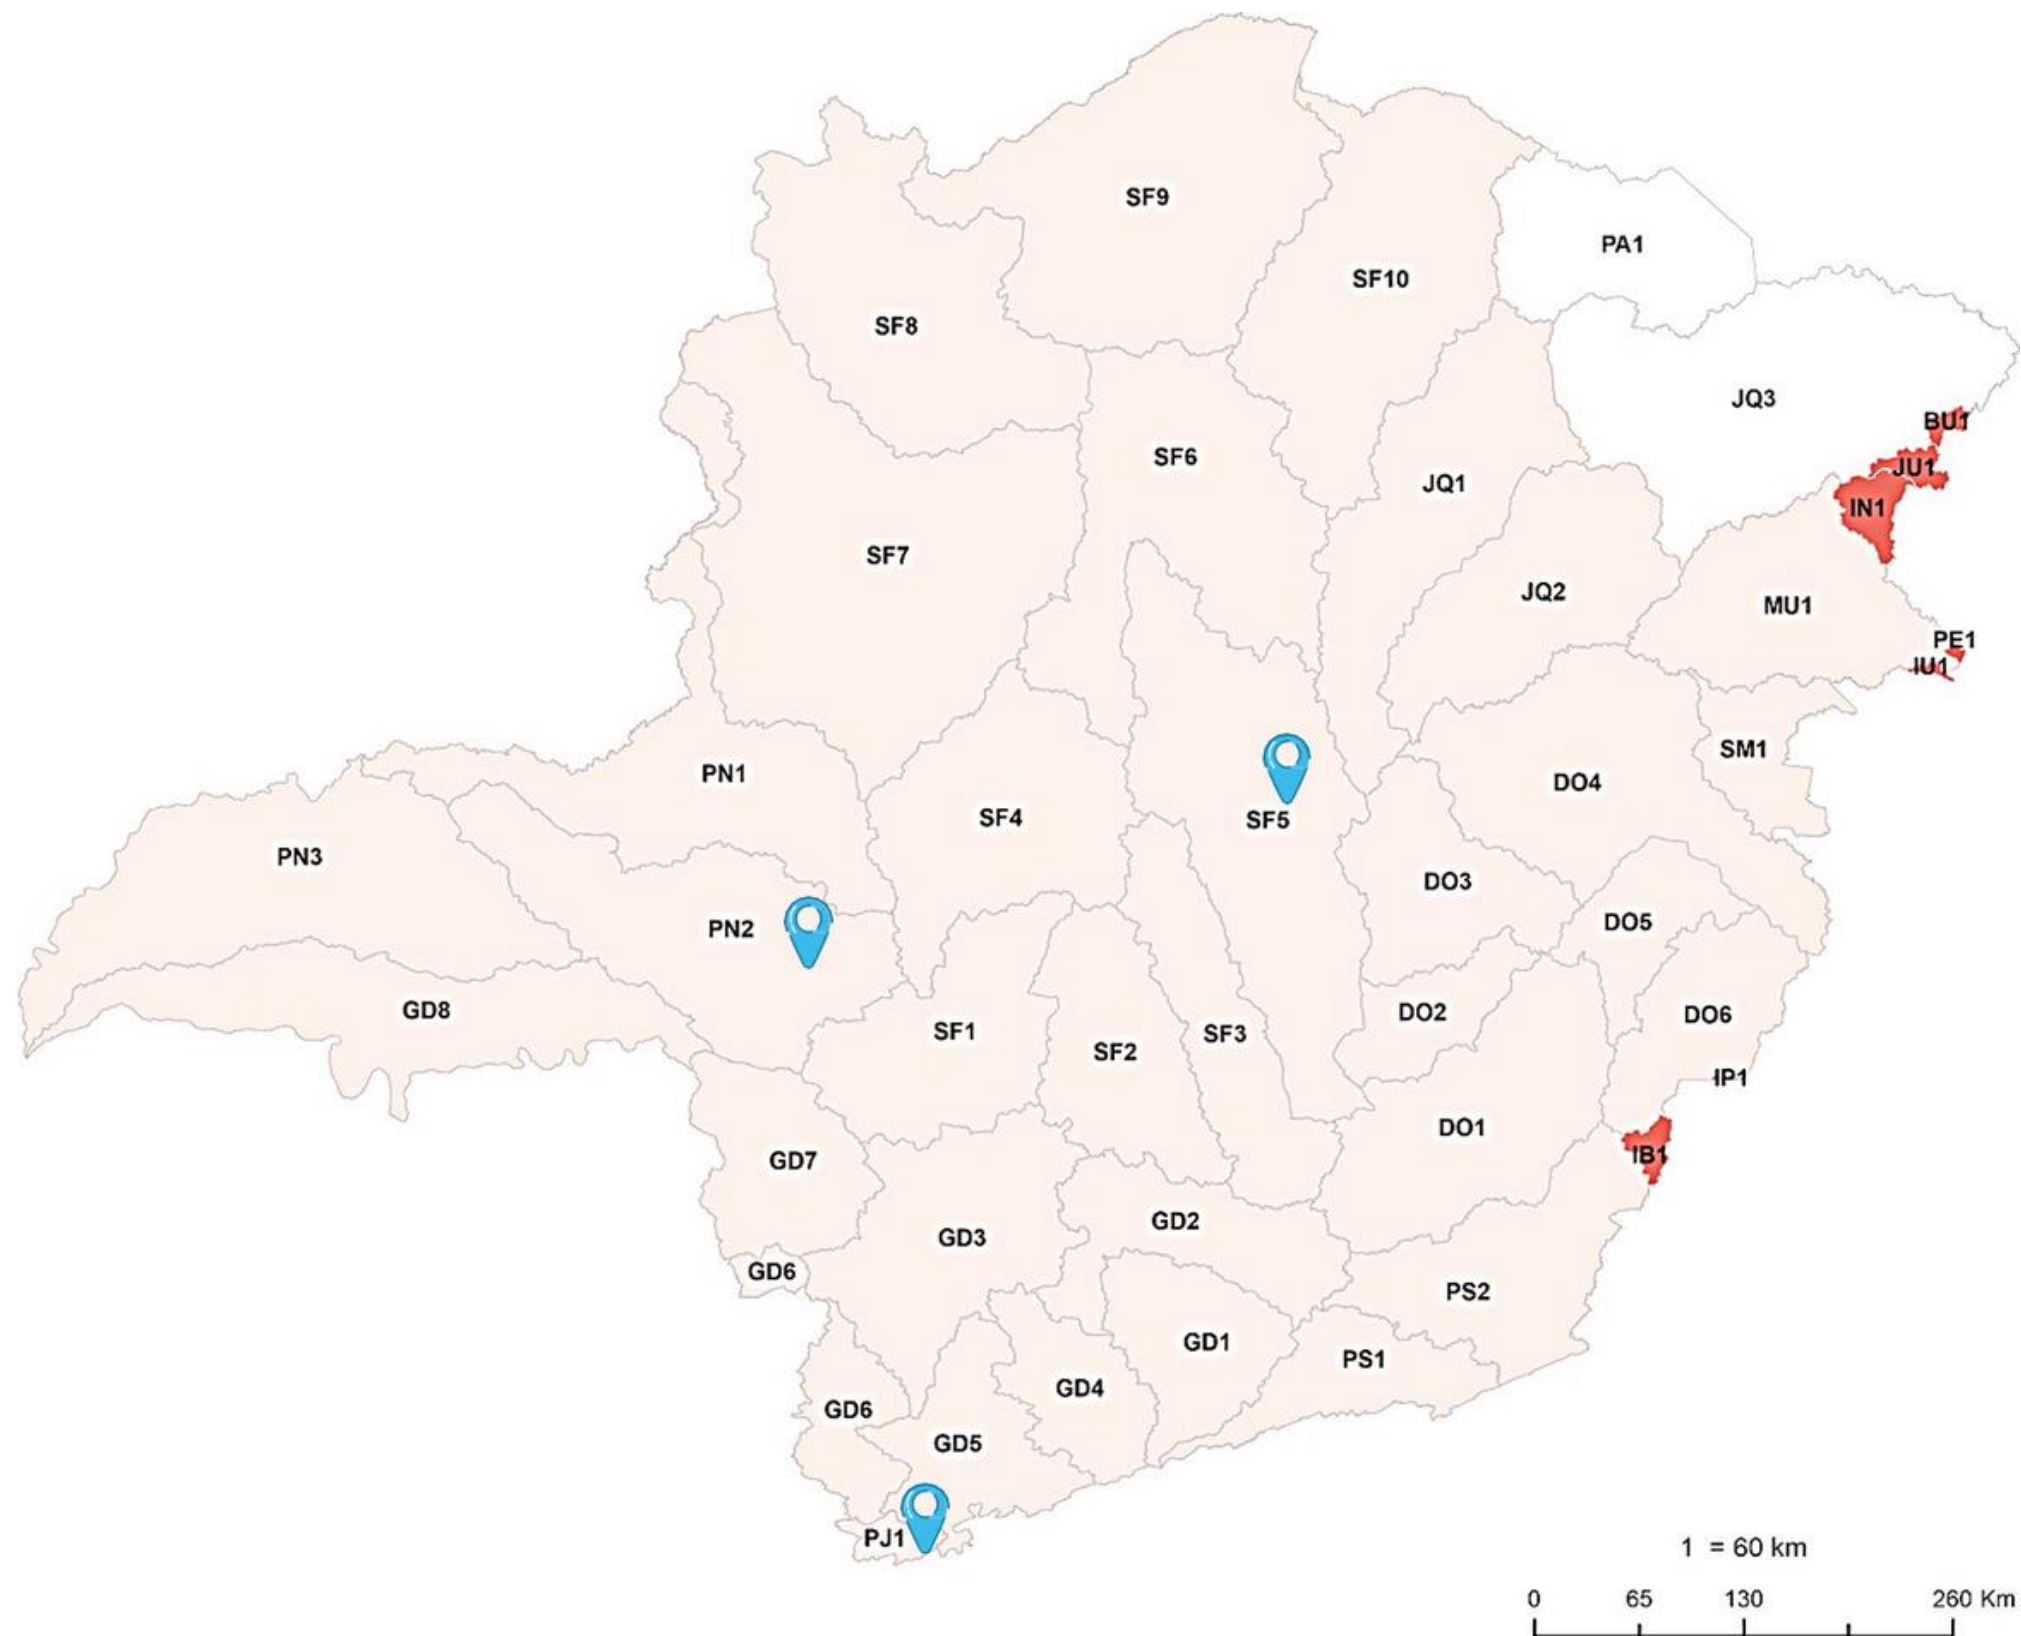 SF9
PA1
SF10
SF8
JQ3
BU1
SF6
JU1
JQ1
IN1
SF7
JQ2
MU1
PE1
IU1
SM1
PN1
DO4
SF4
SF5
PN3
DO3
DO5
PN2
GD8
DO2
DO6
SF1
SF3
SF2
IP1
DO1
IB1
GD7
GD2
GD3
GD6
PS2
GD1
PS1
GD4
GD6
GD5
PJ1
1 = 60 km
0 65 130 260 Km